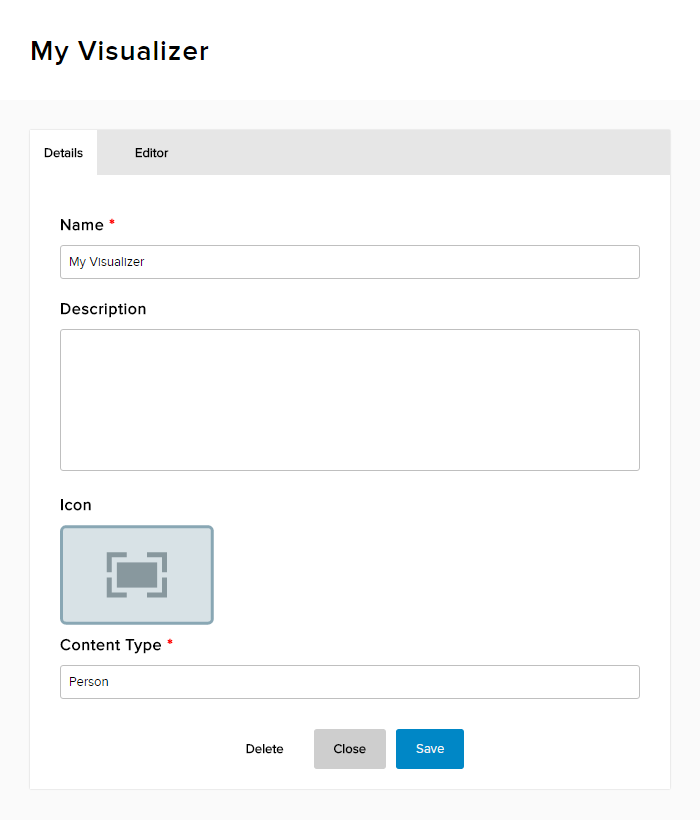 My Visualizer
Details Editor
Name *
My Visualizer
Description
Icon
Content Type *
Person
Delete Close Save